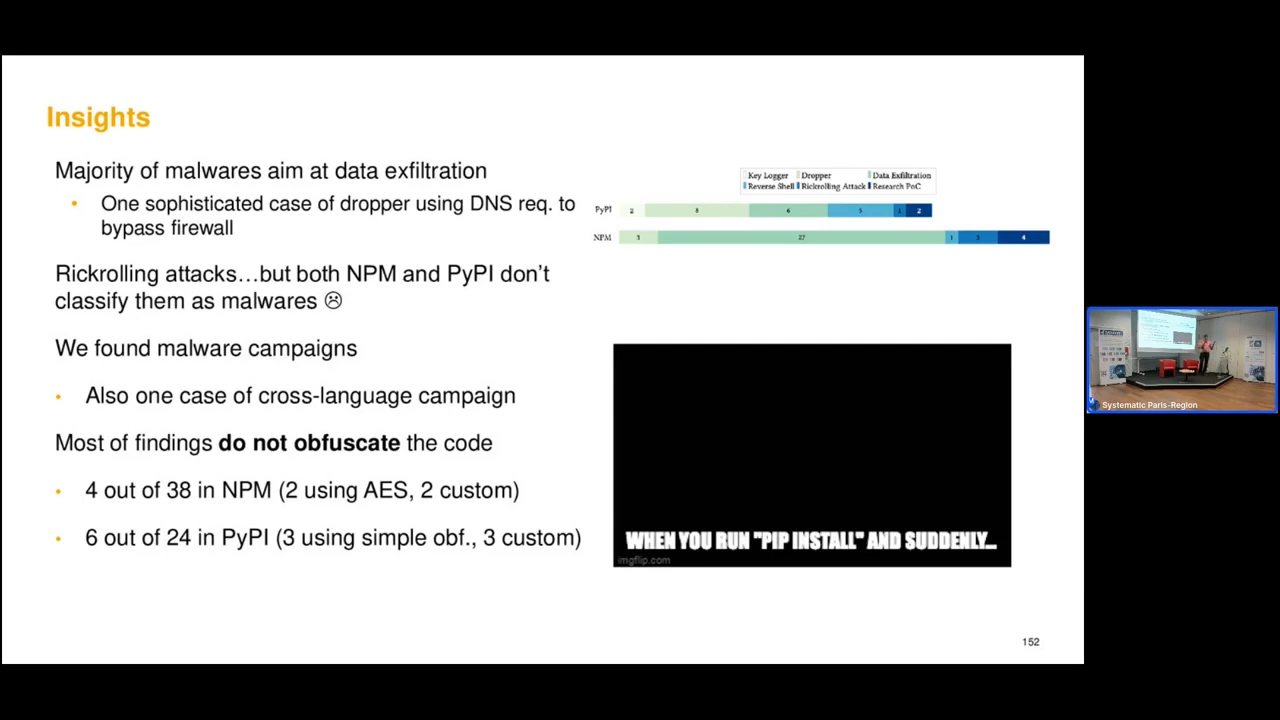 Insights
Majority of malwares aim at data exfiltration
• One sophisticated case of dropper using DNS req. to
bypass firewall
Rickrolling attacks…but both NPM and PyPI don't
classify them as malwares ☹
We found malware campaigns
• Also one case of cross-language campaign
Most of findings do not obfuscate the code
• 4 out of 38 in NPM (2 using AES, 2 custom)
• 6 out of 24 in PyPI (3 using simple obf., 3 custom)
Key Logger Dropper Data Exfiltration
Reverse Shell Rickrolling Attack Research PoC
PyPI 2 8 6 5 1 2
NPM 3 27 1 3 4
WHEN YOU RUN "PIP INSTALL" AND SUDDENLY...
imgflip.com
152
Systematic Paris-Region